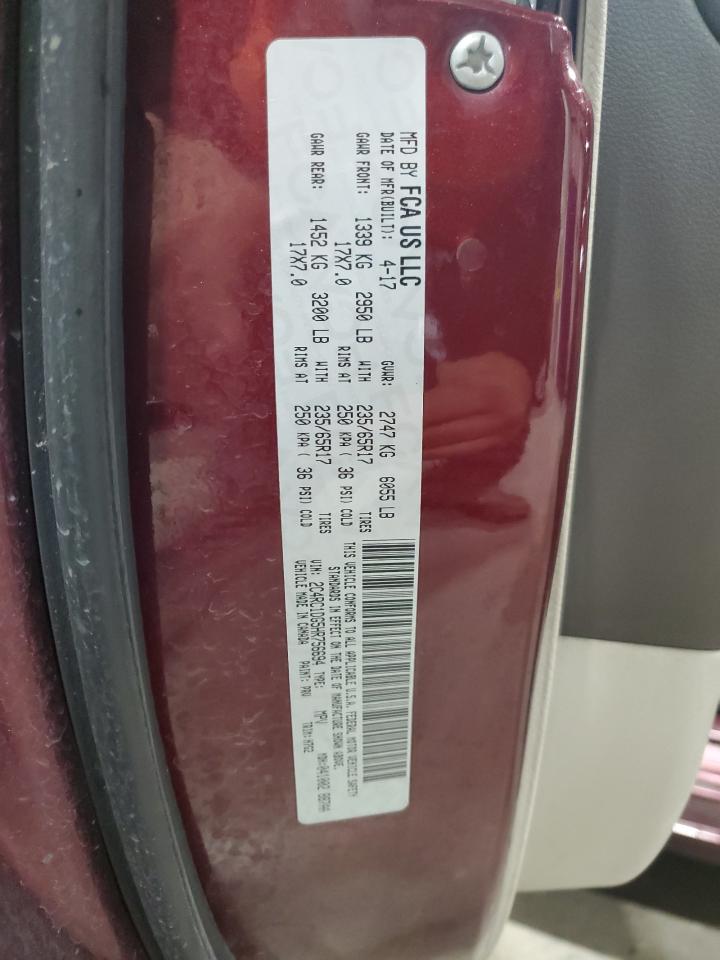 MFD BY FCA US LLC
DATE OF MFR(BUILT): 4-17 GVWR: 2747 KG 6055 LB
GAWR FRONT: 1339 KG 2950 LB WITH 235/65R17 TIRES
17X7.0 RIMS AT 250 KPA ( 36 PSI) COLD
GAWR REAR: 1452 KG 3200 LB WITH 235/65R17 TIRES
17X7.0 RIMS AT 250 KPA ( 36 PSI) COLD
THIS VEHICLE CONFORMS TO ALL APPLICABLE U.S.A. FEDERAL MOTOR VEHICLE SAFETY
STANDARDS IN EFFECT ON THE DATE OF MANUFACTURE SHOWN ABOVE.
VIN: 2C4RC1DG5HR756694 TYPE: MPV
VEHICLE MADE IN CANADA PAINT: PRV TRIM: